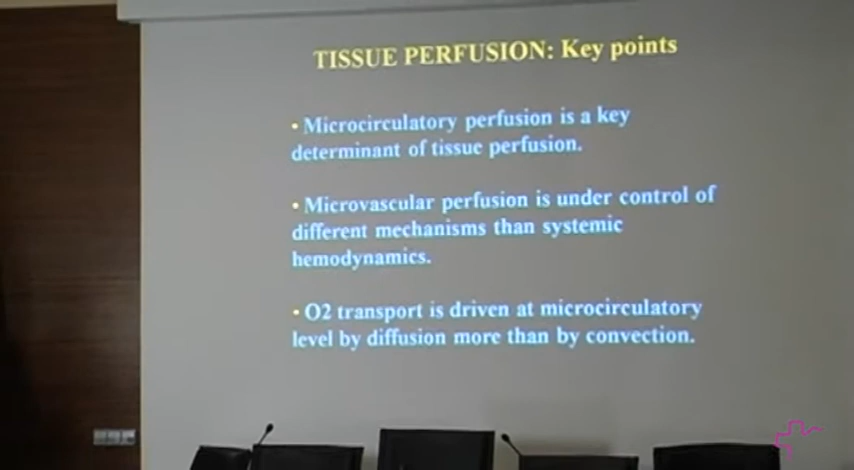 TISSUE PERFUSION: Key points
• Microcirculatory perfusion is a key
determinant of tissue perfusion.
• Microvascular perfusion is under control of
different mechanisms than systemic
hemodynamics.
• O2 transport is driven at microcirculatory
level by diffusion more than by convection.